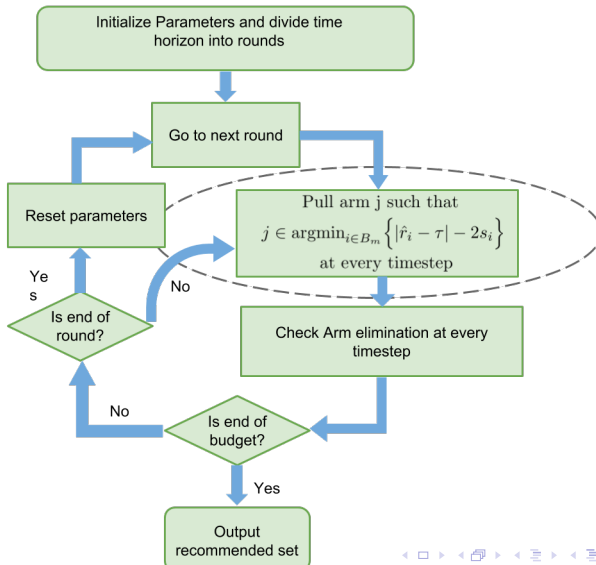 Initialize Parameters and divide time
horizon into rounds
Go to next round
Reset parameters
Pull arm j such that
j ∈ argmin_{i∈B_m}{|r̂_i − τ| − 2s_i}
at every timestep
Ye
s
No
Is end of
round?
Check Arm elimination at every
timestep
No
Is end of
budget?
Yes
Output
recommended set